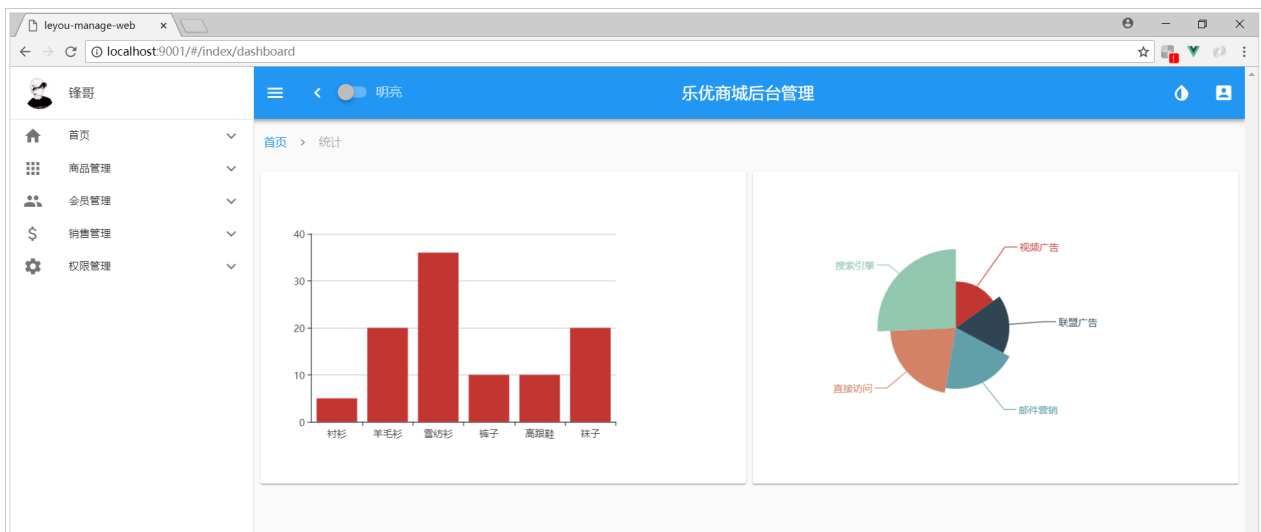 leyou-manage-web
localhost:9001/#/index/dashboard
锋哥
明亮
乐优商城后台管理
首页
商品管理
会员管理
销售管理
权限管理
首页 > 统计
40
30
20
10
0
衬衫 羊毛衫 雪纺衫 裤子 高跟鞋 袜子
视频广告
搜索引擎
联盟广告
直接访问
邮件营销